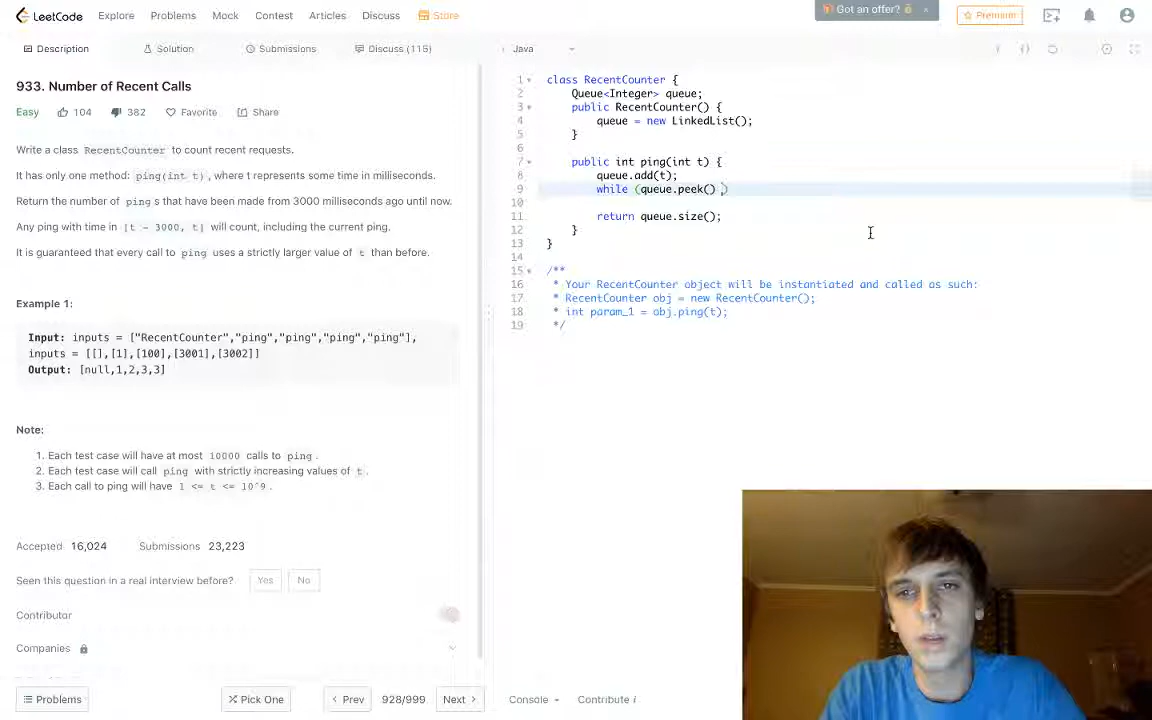 LeetCode Explore Problems Mock Contest Articles Discuss Store Got an offer? × Premium
Description Solution Submissions Discuss (115) Java
933. Number of Recent Calls
Easy 104 382 Favorite Share
Write a class RecentCounter to count recent requests.
It has only one method: ping(int t), where t represents some time in milliseconds.
Return the number of pings that have been made from 3000 milliseconds ago until now.
Any ping with time in [t - 3000, t] will count, including the current ping.
It is guaranteed that every call to ping uses a strictly larger value of t than before.
Example 1:
Input: inputs = ["RecentCounter","ping","ping","ping","ping"],
inputs = [[],[1],[100],[3001],[3002]]
Output: [null,1,2,3,3]
Note:
1. Each test case will have at most 10000 calls to ping.
2. Each test case will call ping with strictly increasing values of t.
3. Each call to ping will have 1 <= t <= 10^9.
Accepted 16,024 Submissions 23,223
Seen this question in a real interview before? Yes No
Contributor
Companies
Problems Pick One < Prev 928/999 Next >
1 class RecentCounter {
2 Queue<Integer> queue;
3 public RecentCounter() {
4 queue = new LinkedList();
5 }
6
7 public int ping(int t) {
8 queue.add(t);
9 while (queue.peek() )
10
11 return queue.size();
12 }
13 }
14
15 /**
16 * Your RecentCounter object will be instantiated and called as such:
17 * RecentCounter obj = new RecentCounter();
18 * int param_1 = obj.ping(t);
19 */
Console Contribute i